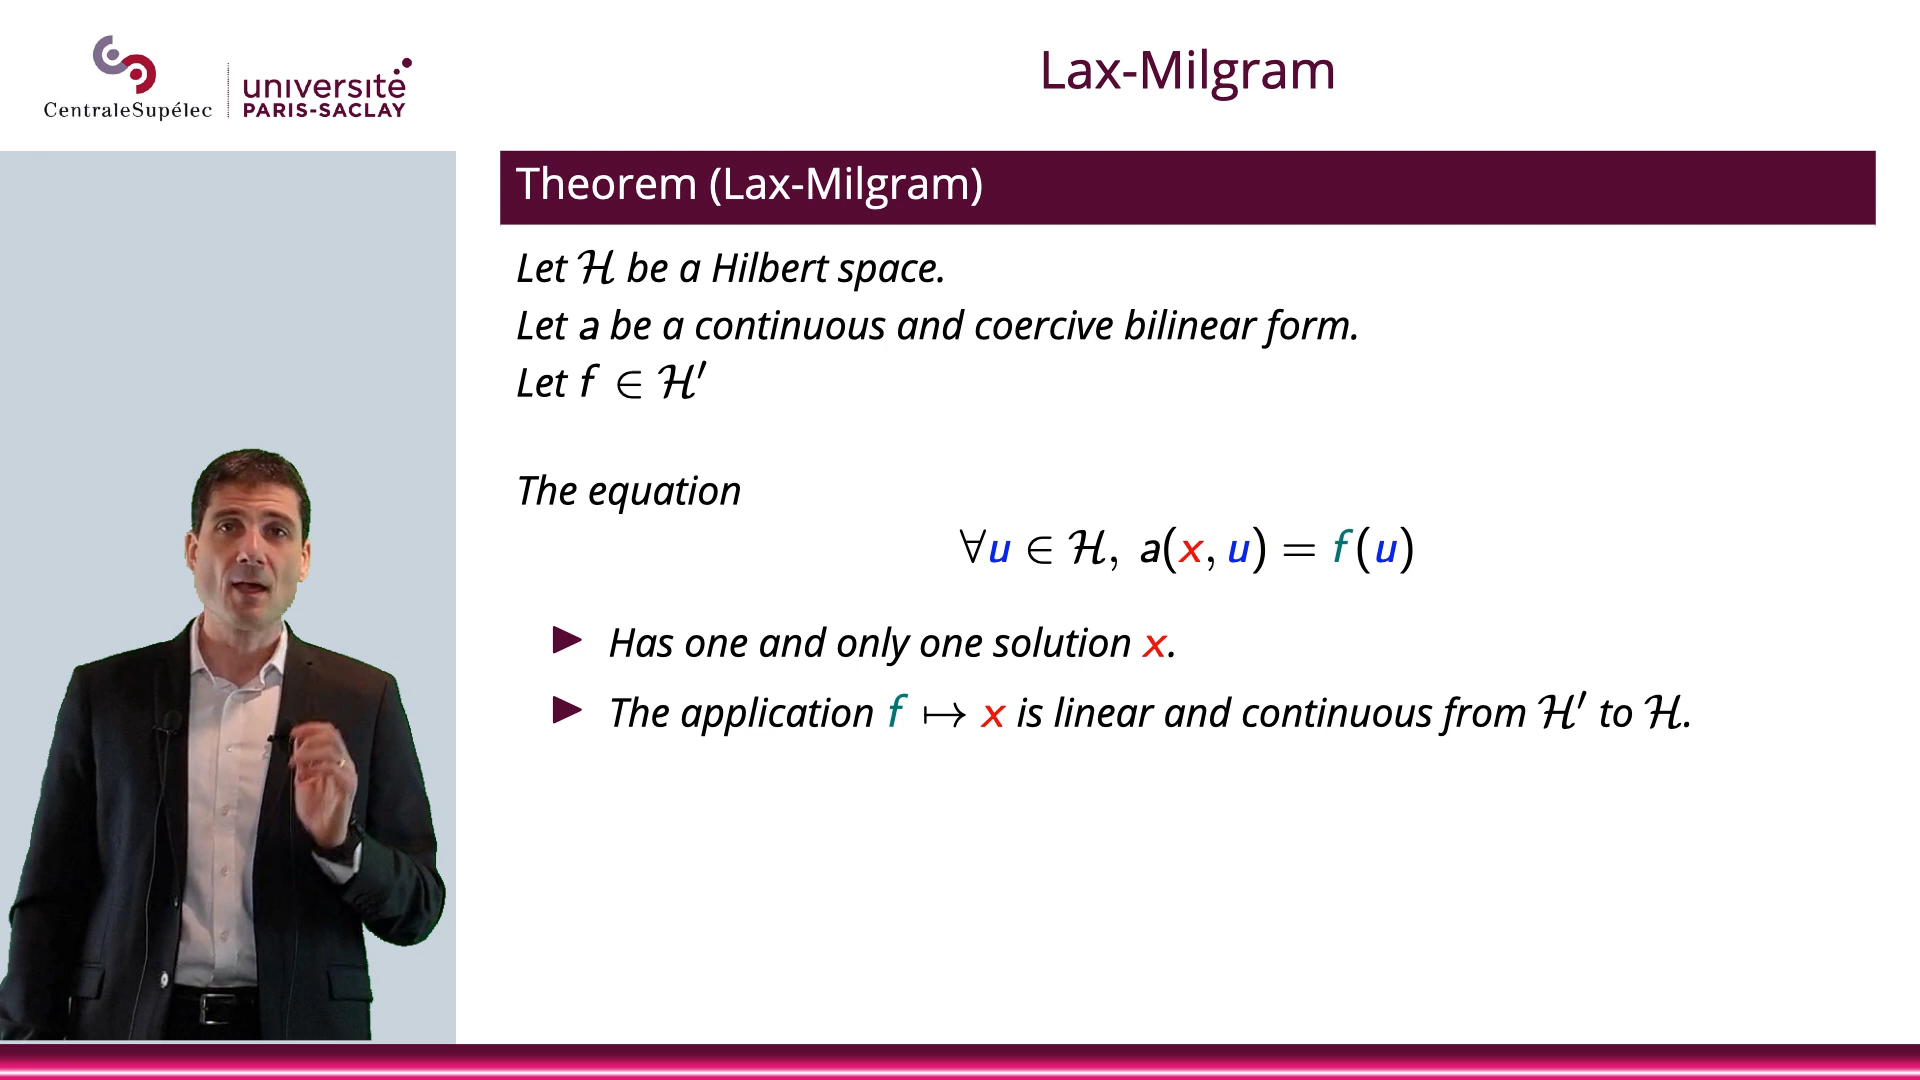 CentraleSupélec
université
PARIS-SACLAY
Lax-Milgram
Theorem (Lax-Milgram)
Let ℋ be a Hilbert space.
Let a be a continuous and coercive bilinear form.
Let f ∈ ℋ′
The equation
∀u ∈ ℋ, a(x, u) = f(u)
▶ Has one and only one solution x.
▶ The application f ↦ x is linear and continuous from ℋ′ to ℋ.